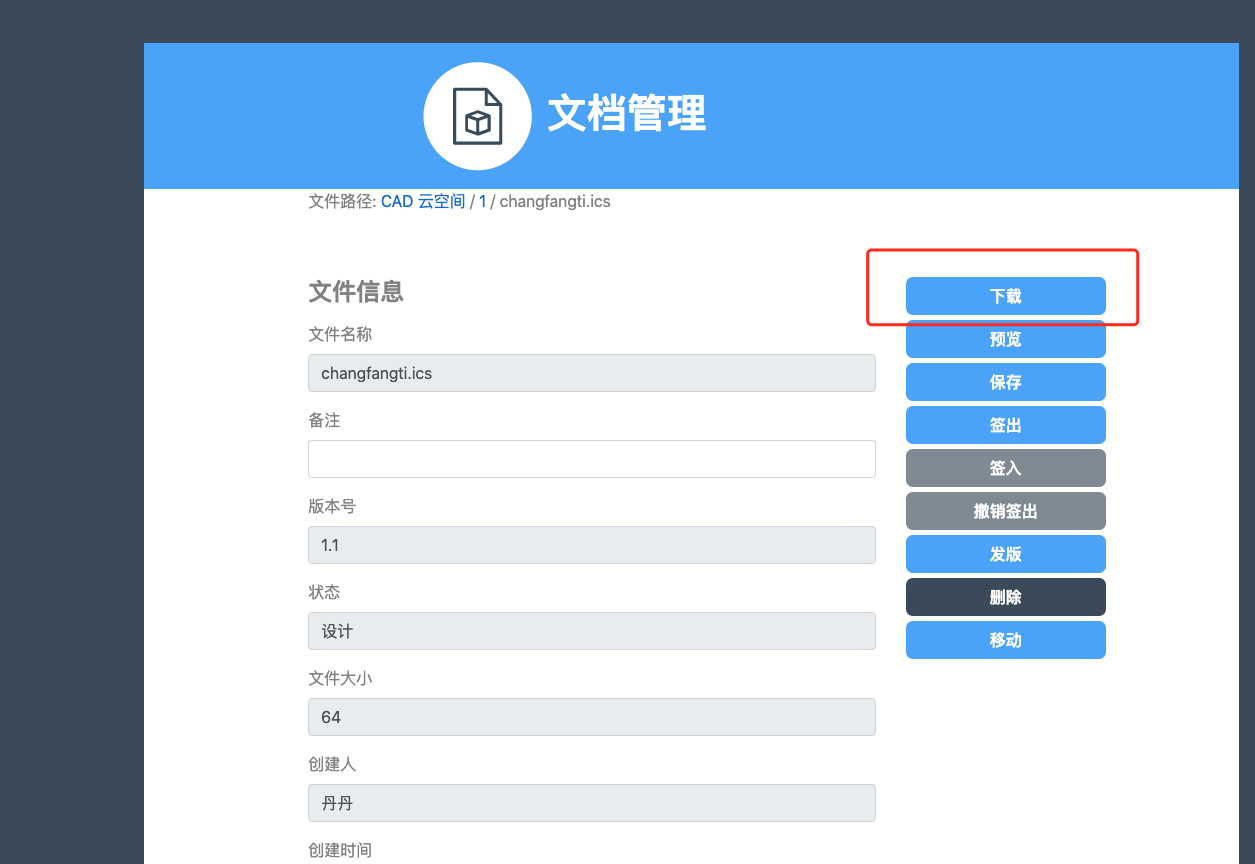 文档管理
文件路径: CAD 云空间 / 1 / changfangti.ics
文件信息
文件名称
changfangti.ics
备注
版本号
1.1
状态
设计
文件大小
64
创建人
丹丹
创建时间
下载
预览
保存
签出
签入
撤销签出
发版
删除
移动